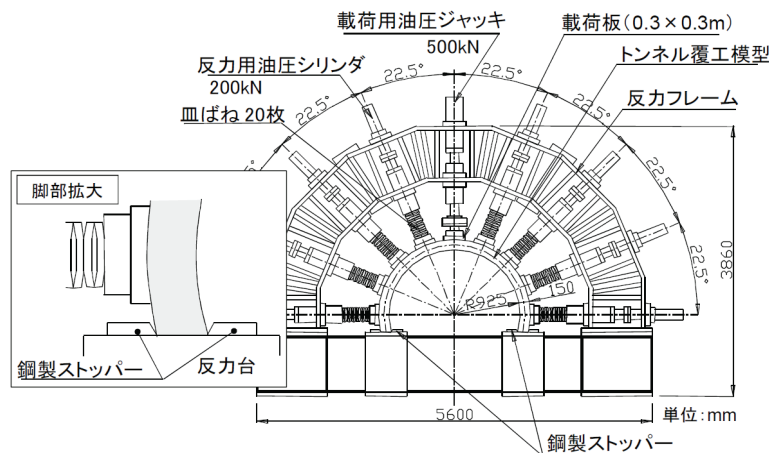 載荷用油圧ジャッキ
500kN
載荷板(0.3×0.3m)
トンネル覆工模型
反力用油圧シリンダ
200kN
反力フレーム
皿ばね20枚
22.5°
22.5°
22.5°
22.5°
22.5°
22.5°
脚部拡大
R925
150
3860
鋼製ストッパー
反力台
5600
単位:mm
鋼製ストッパー